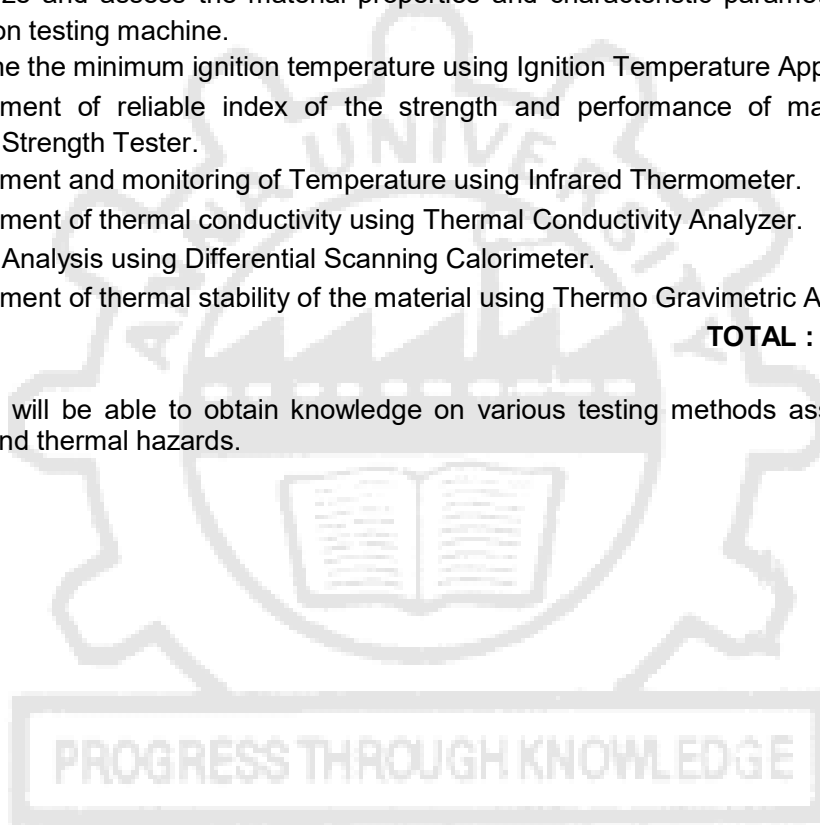 ze and assess the material properties and characteristic parame
on testing machine.
ne the minimum ignition temperature using Ignition Temperature App
ment of reliable index of the strength and performance of ma
Strength Tester.
ment and monitoring of Temperature using Infrared Thermometer.
ment of thermal conductivity using Thermal Conductivity Analyzer.
Analysis using Differential Scanning Calorimeter.
ment of thermal stability of the material using Thermo Gravimetric A
TOTAL :
will be able to obtain knowledge on various testing methods ass
nd thermal hazards.
UNIVERSITY
PROGRESS THROUGH KNOWLEDGE